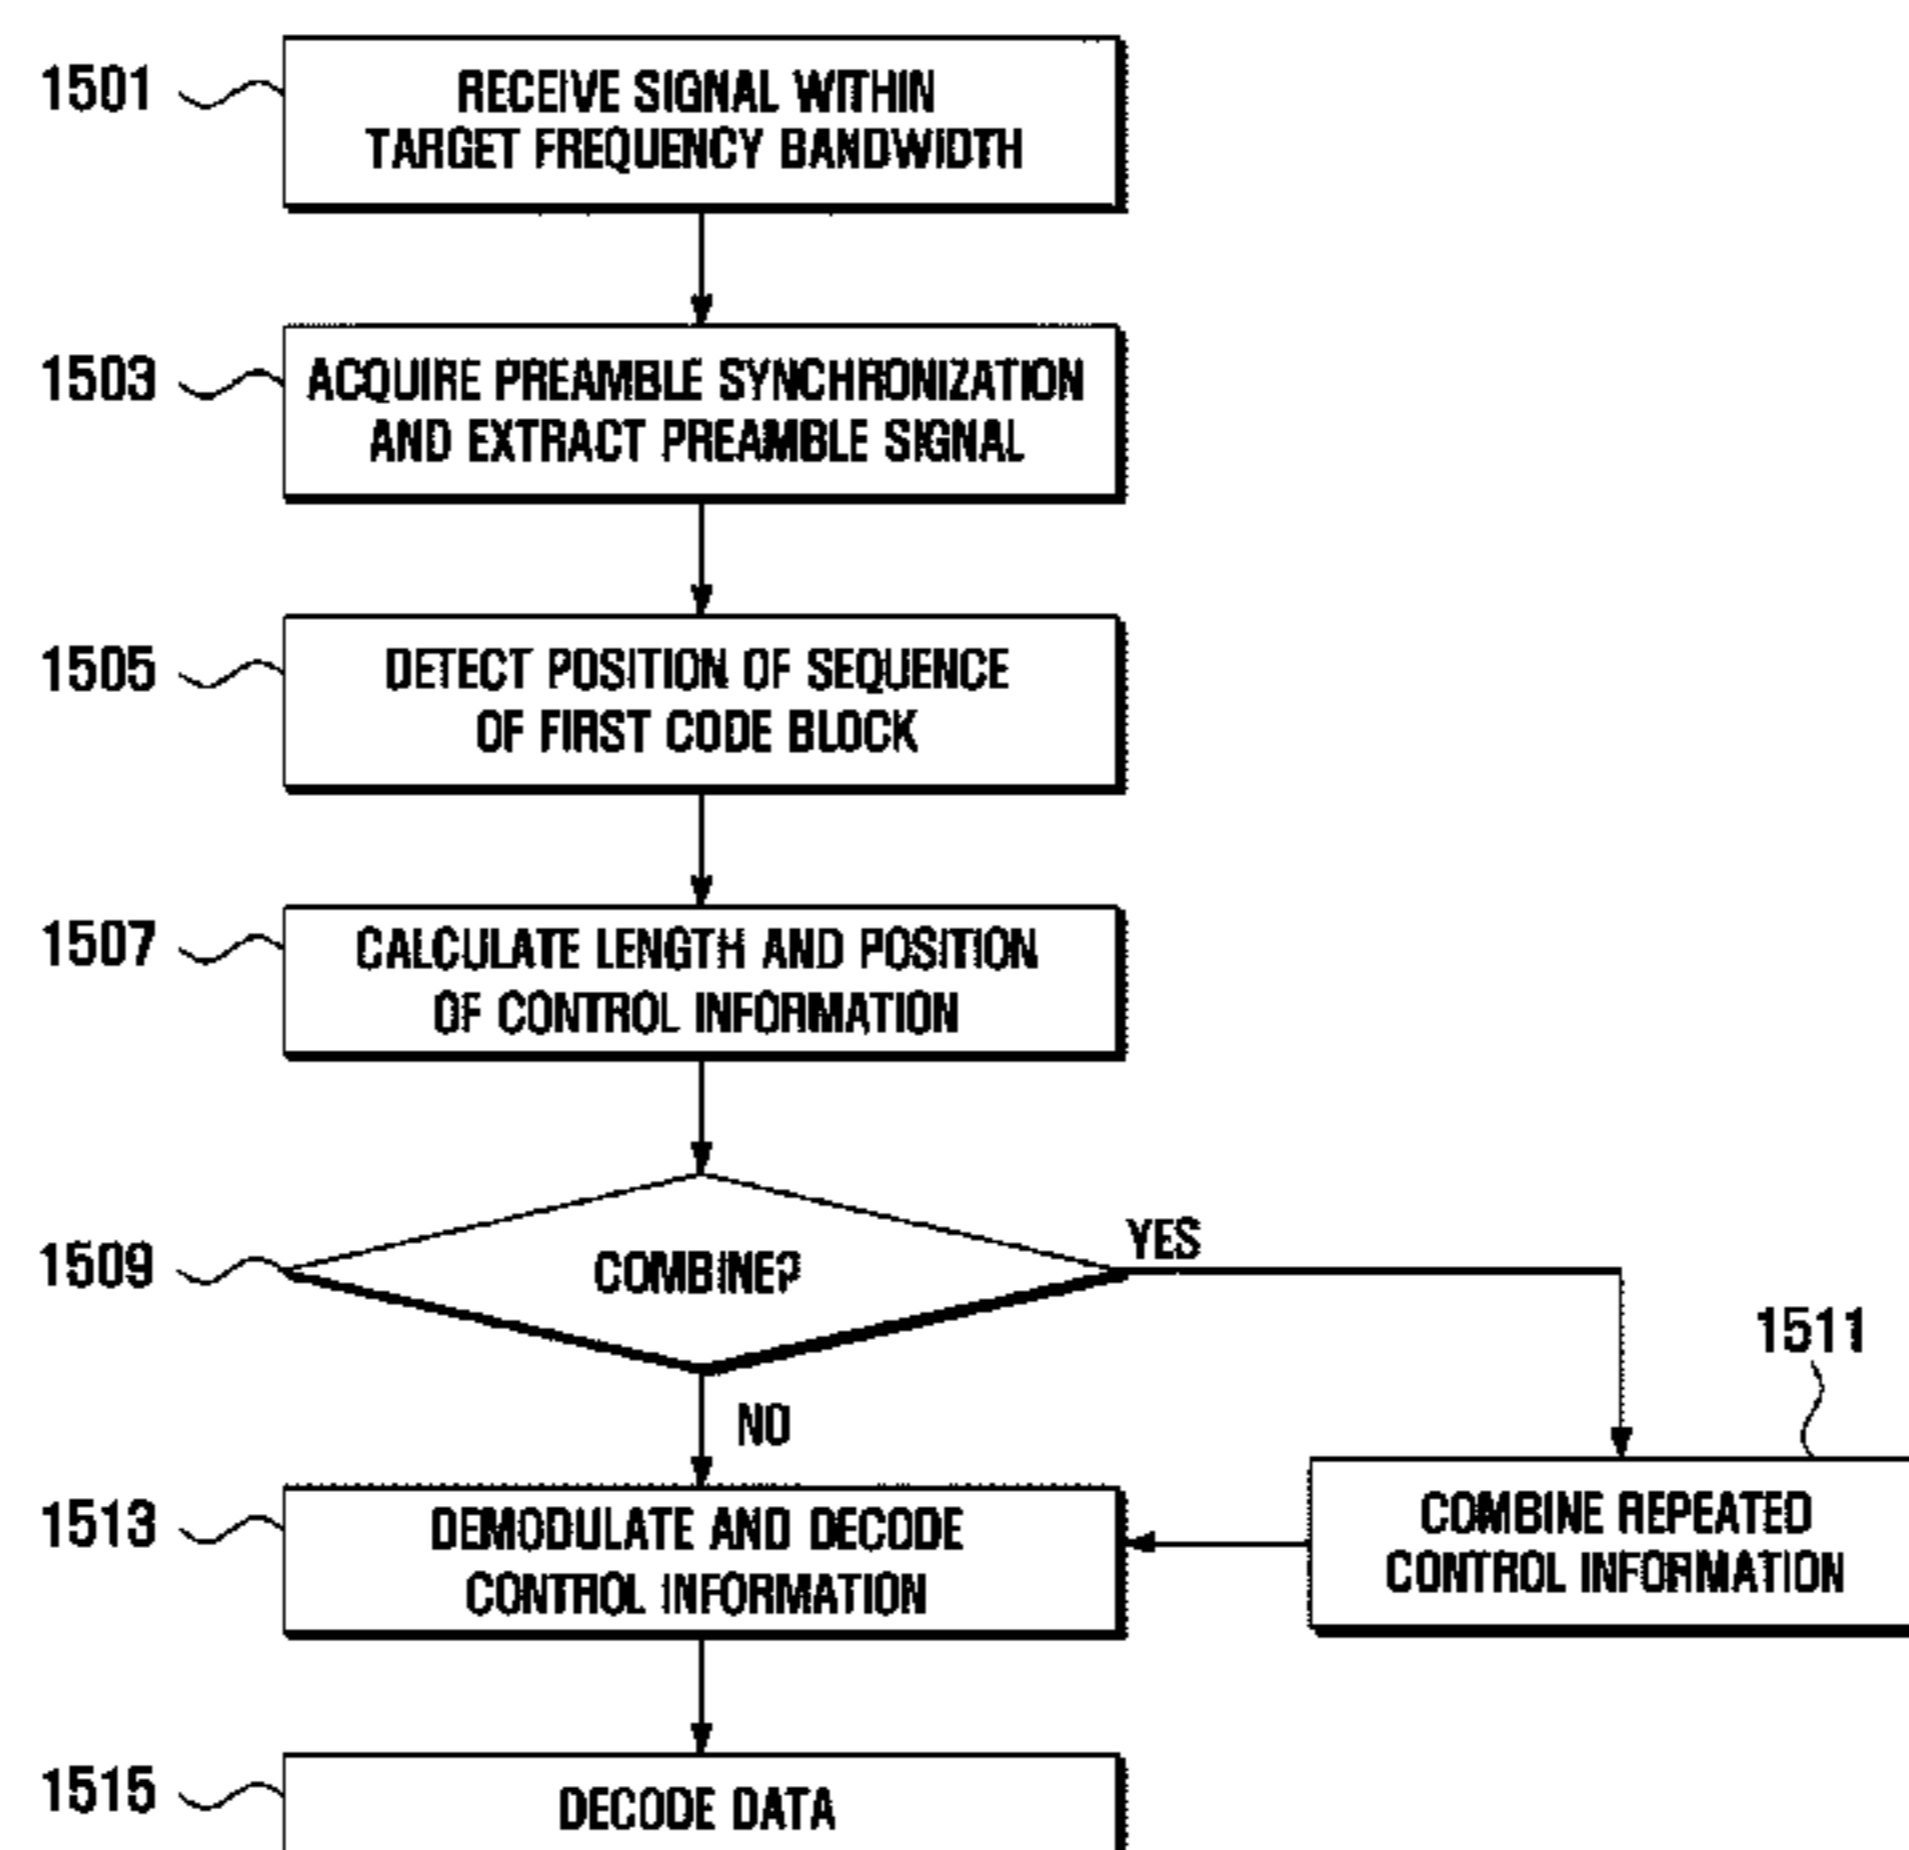 1501
RECEIVE SIGNAL WITHIN
TARGET FREQUENCY BANDWIDTH
1503
ACQUIRE PREAMBLE SYNCHRONIZATION
AND EXTRACT PREAMBLE SIGNAL
1505
DETECT POSITION OF SEQUENCE
OF FIRST CODE BLOCK
1507
CALCULATE LENGTH AND POSITION
OF CONTROL INFORMATION
1509
COMBINE?
YES
1511
NO
COMBINE REPEATED
CONTROL INFORMATION
1513
DEMODULATE AND DECODE
CONTROL INFORMATION
1515
DECODE DATA